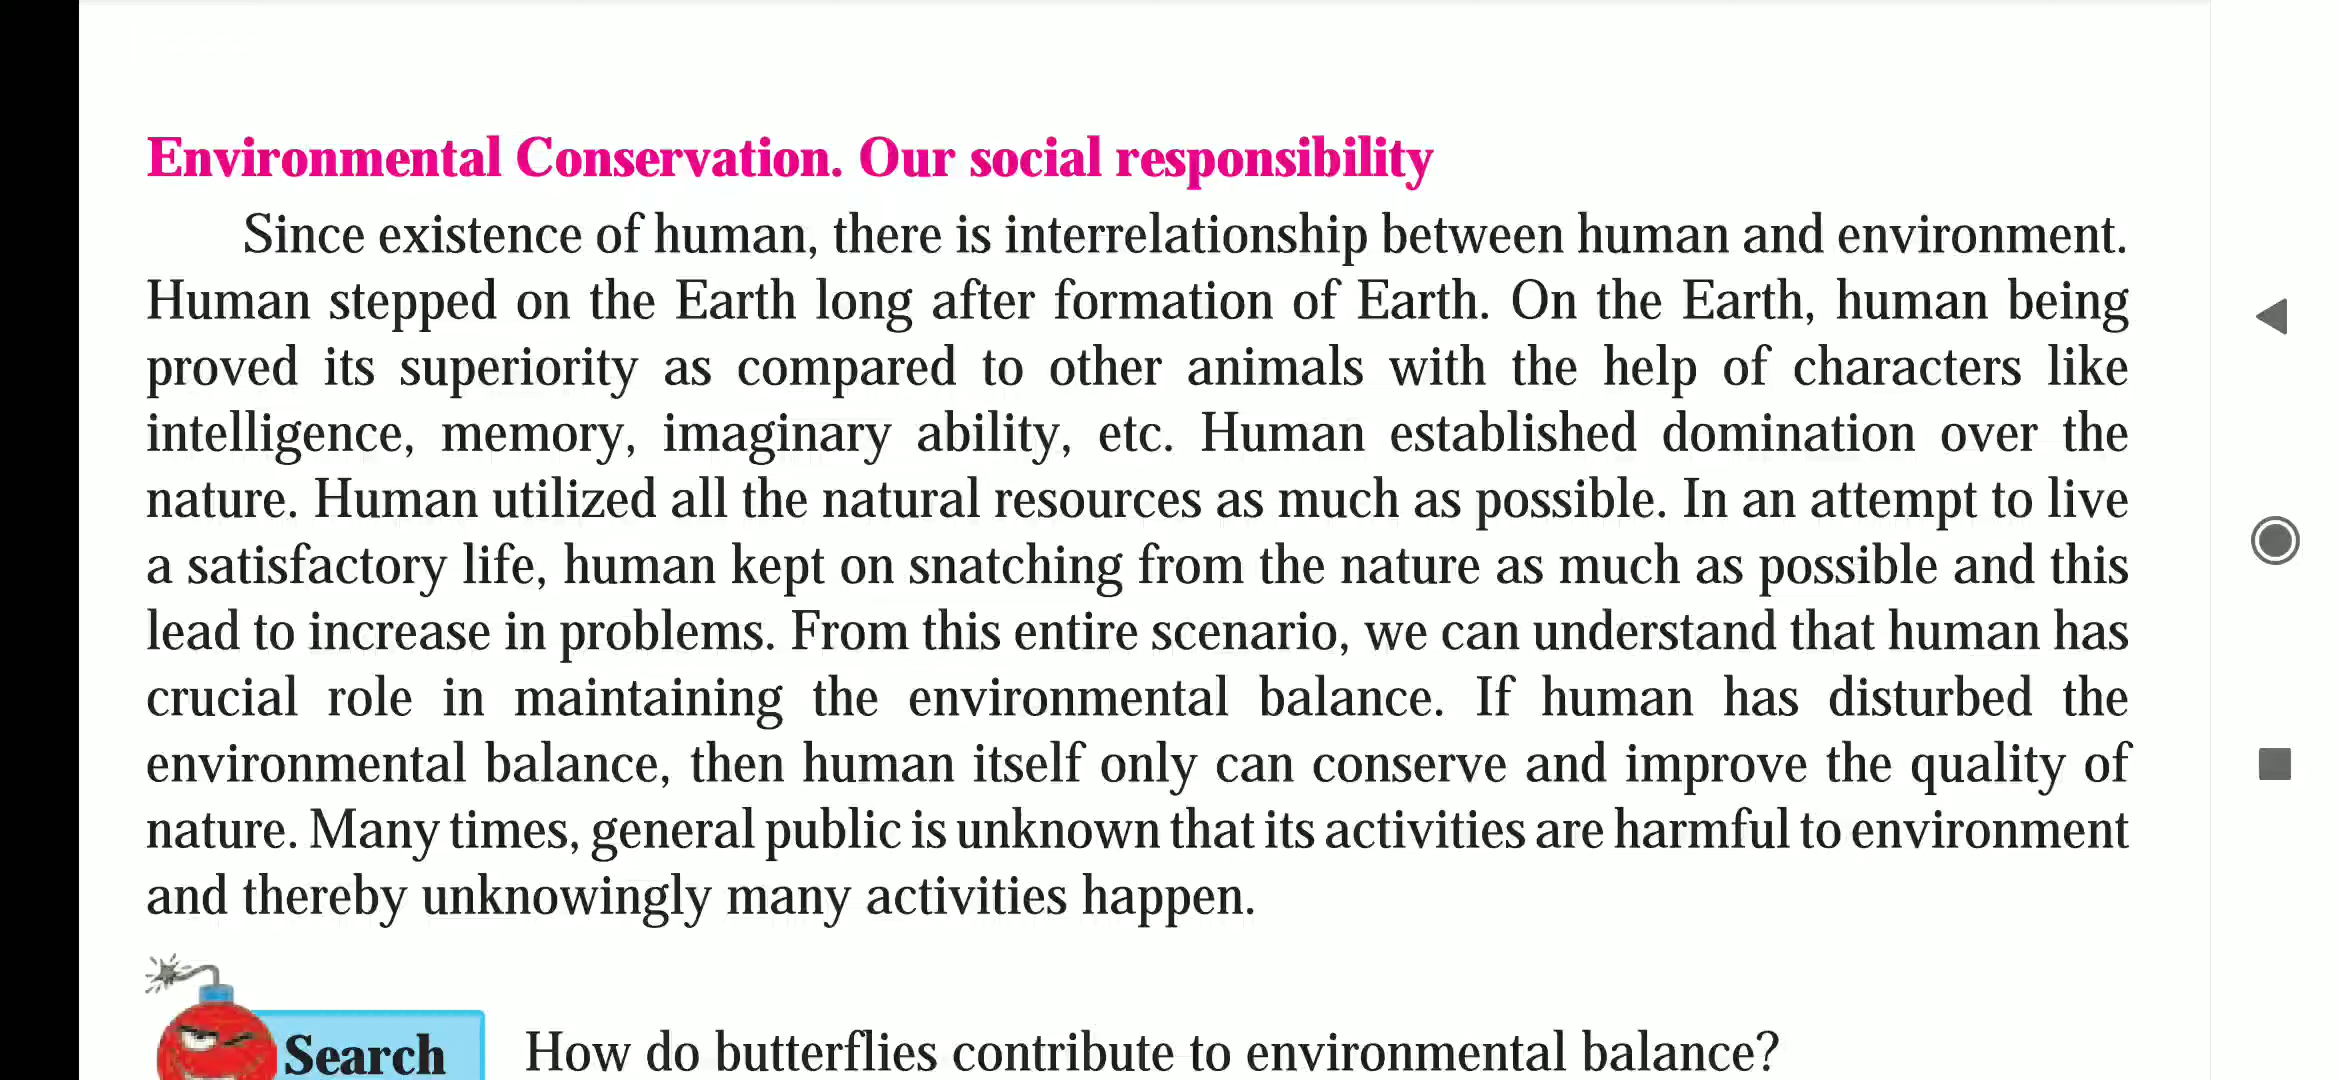 Environmental Conservation. Our social responsibility
Since existence of human, there is interrelationship between human and environment.
Human stepped on the Earth long after formation of Earth. On the Earth, human being
proved its superiority as compared to other animals with the help of characters like
intelligence, memory, imaginary ability, etc. Human established domination over the
nature. Human utilized all the natural resources as much as possible. In an attempt to live
a satisfactory life, human kept on snatching from the nature as much as possible and this
lead to increase in problems. From this entire scenario, we can understand that human has
crucial role in maintaining the environmental balance. If human has disturbed the
environmental balance, then human itself only can conserve and improve the quality of
nature. Many times, general public is unknown that its activities are harmful to environment
and thereby unknowingly many activities happen.
Search How do butterflies contribute to environmental balance?